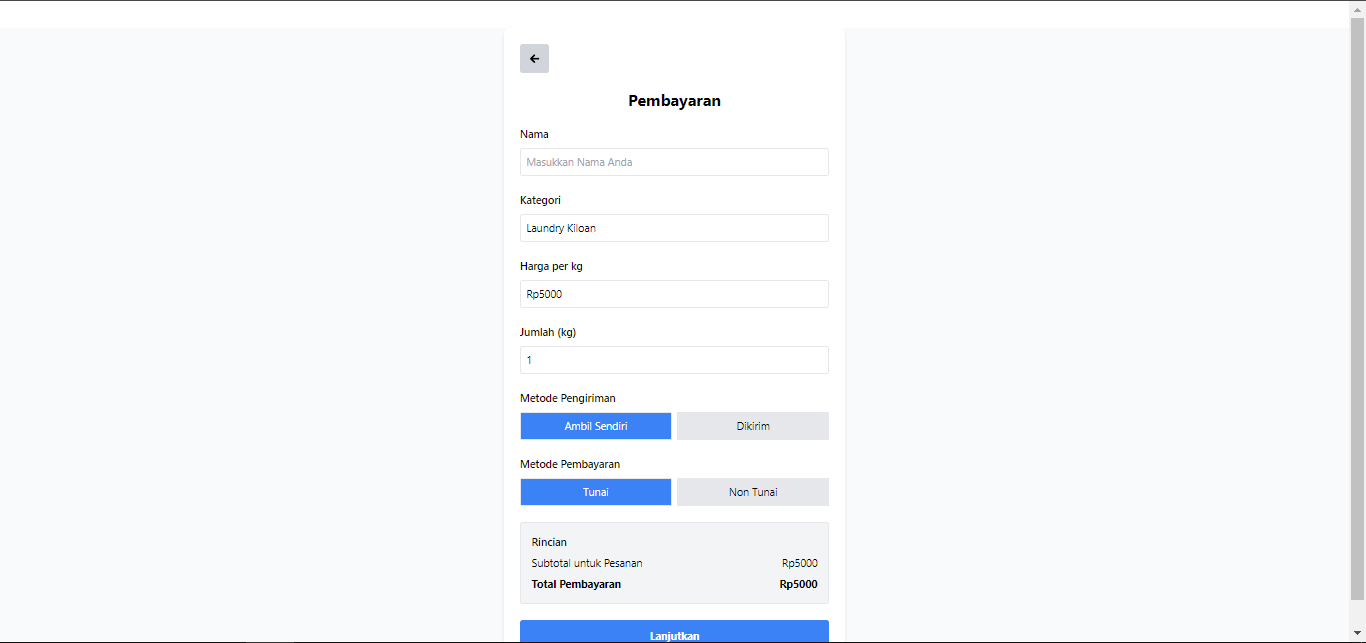 Pembayaran
Nama
Masukkan Nama Anda
Kategori
Laundry Kiloan
Harga per kg
Rp5000
Jumlah (kg)
1
Metode Pengiriman
Ambil Sendiri Dikirim
Metode Pembayaran
Tunai Non Tunai
Rincian
Subtotal untuk Pesanan Rp5000
Total Pembayaran Rp5000
Lanjutkan